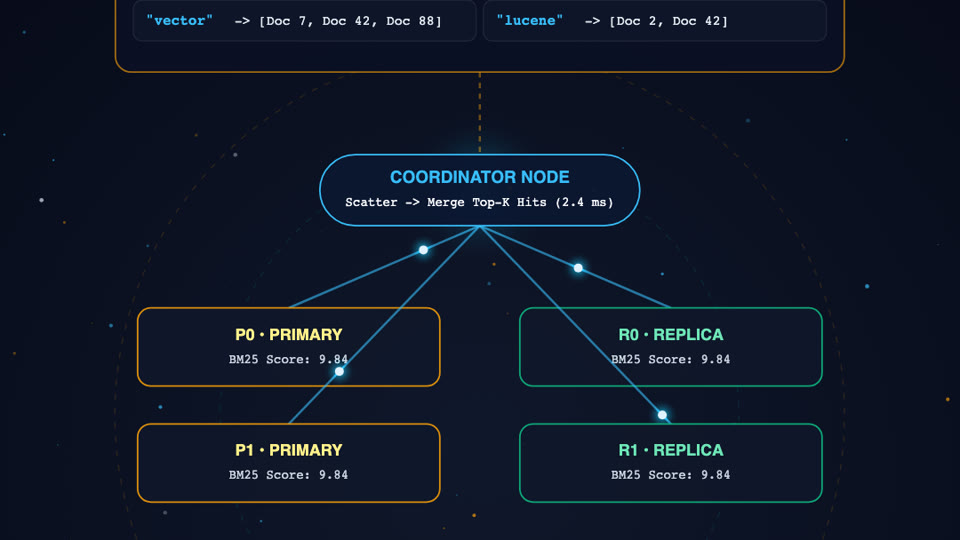 "vector" -> [Doc 7, Doc 42, Doc 88]
"lucene" -> [Doc 2, Doc 42]
COORDINATOR NODE
Scatter -> Merge Top-K Hits (2.4 ms)
P0 • PRIMARY
BM25 Score: 9.84
R0 • REPLICA
BM25 Score: 9.84
P1 • PRIMARY
BM25 Score: 9.84
R1 • REPLICA
BM25 Score: 9.84